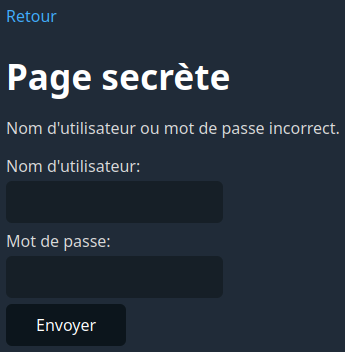 Retour
Page secrète
Nom d'utilisateur ou mot de passe incorrect.
Nom d'utilisateur:
Mot de passe:
Envoyer